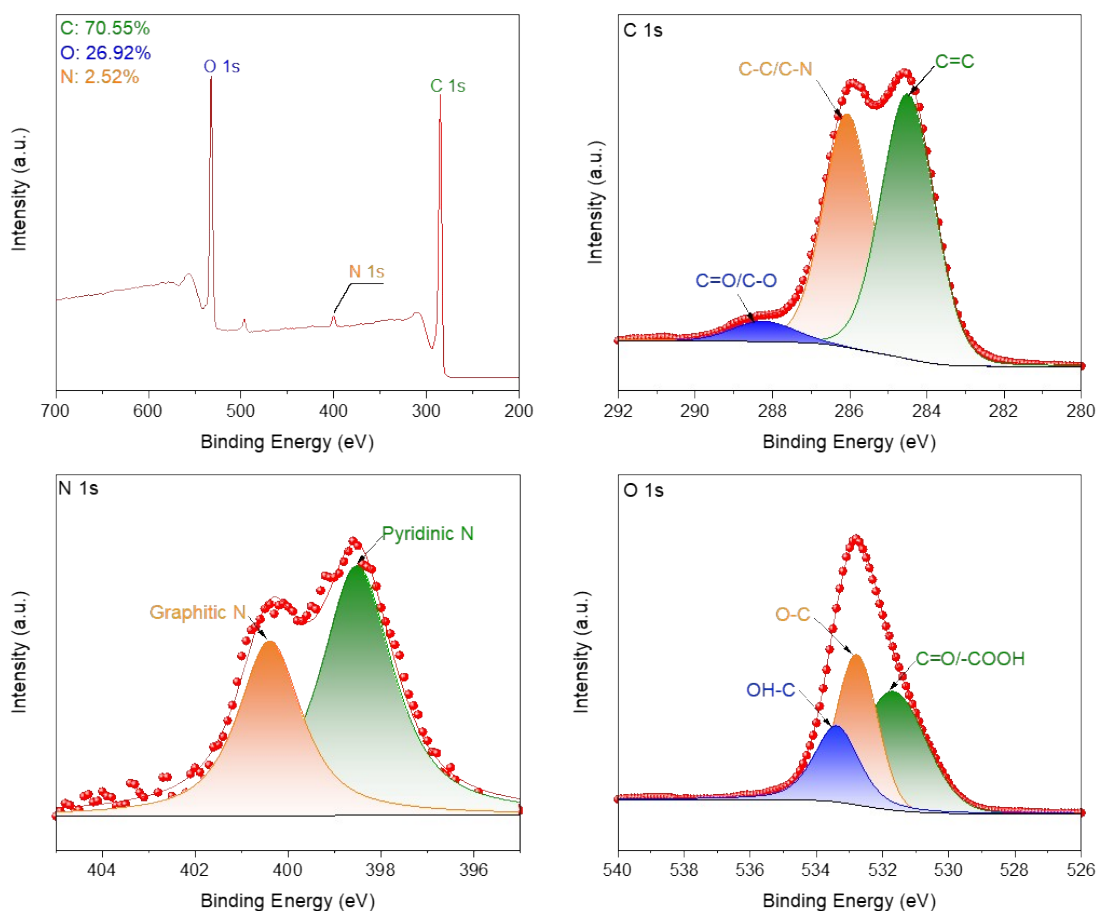 C: 70.55%
O: 26.92%
N: 2.52%
O 1s
C 1s
N 1s
Intensity (a.u.)
700 600 500 400 300 200
Binding Energy (eV)
C 1s
C-C/C-N
C=C
C=O/C-O
Intensity (a.u.)
292 290 288 286 284 282 280
Binding Energy (eV)
N 1s
Pyridinic N
Graphitic N
Intensity (a.u.)
404 402 400 398 396
Binding Energy (eV)
O 1s
O-C
C=O/-COOH
OH-C
Intensity (a.u.)
540 538 536 534 532 530 528 526
Binding Energy (eV)